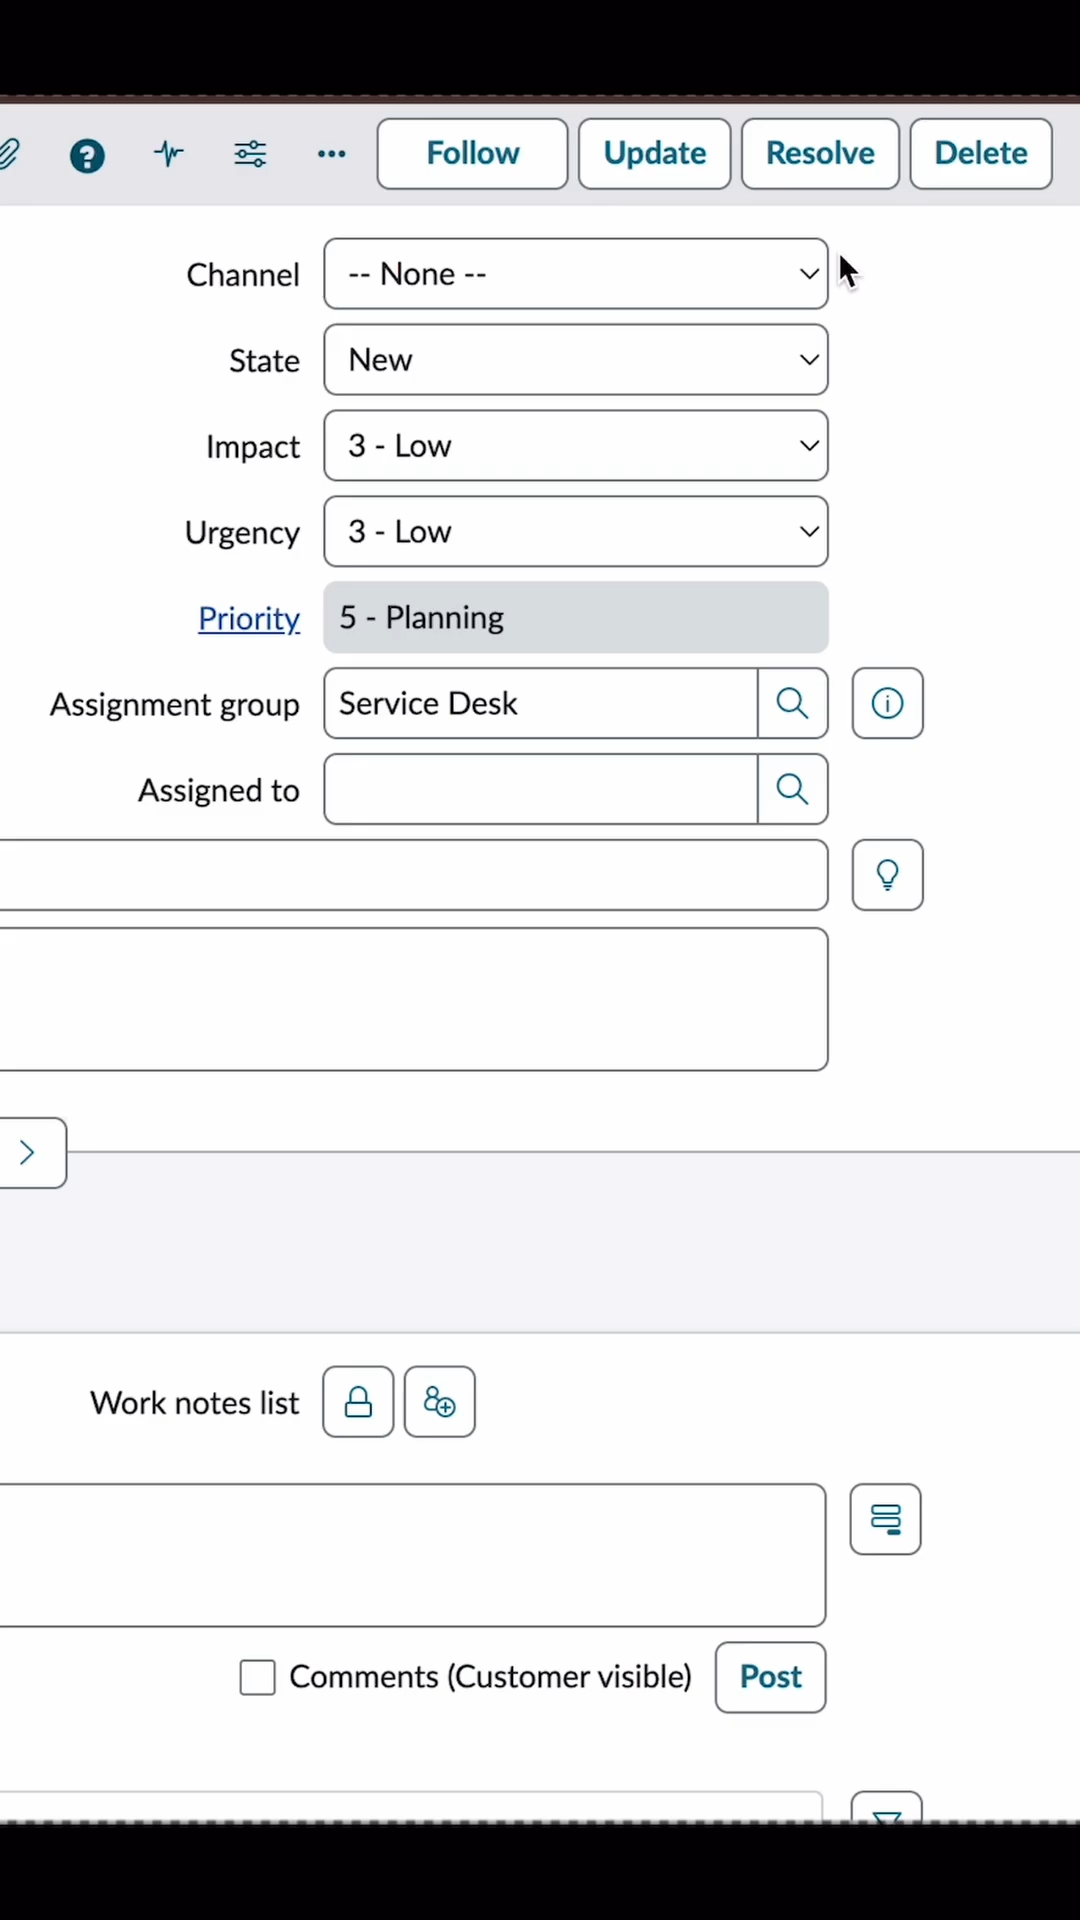 Follow
Update
Resolve
Delete
Channel
-- None --
State
New
Impact
3 - Low
Urgency
3 - Low
Priority
5 - Planning
Assignment group
Service Desk
Assigned to
Work notes list
Comments (Customer visible)
Post